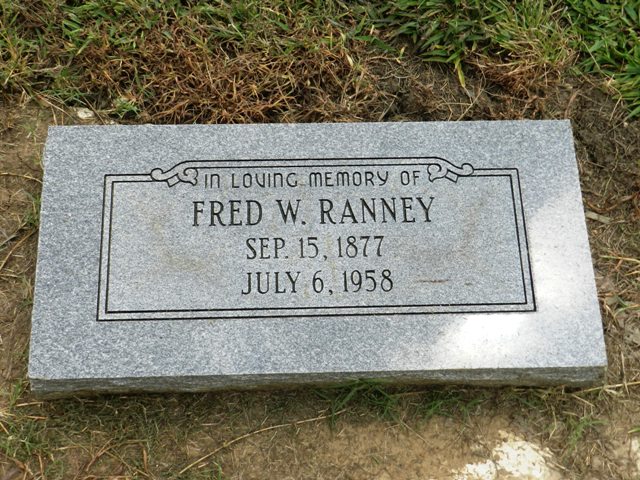 IN LOVING MEMORY OF
FRED W. RANNEY
SEP. 15, 1877
JULY 6, 1958